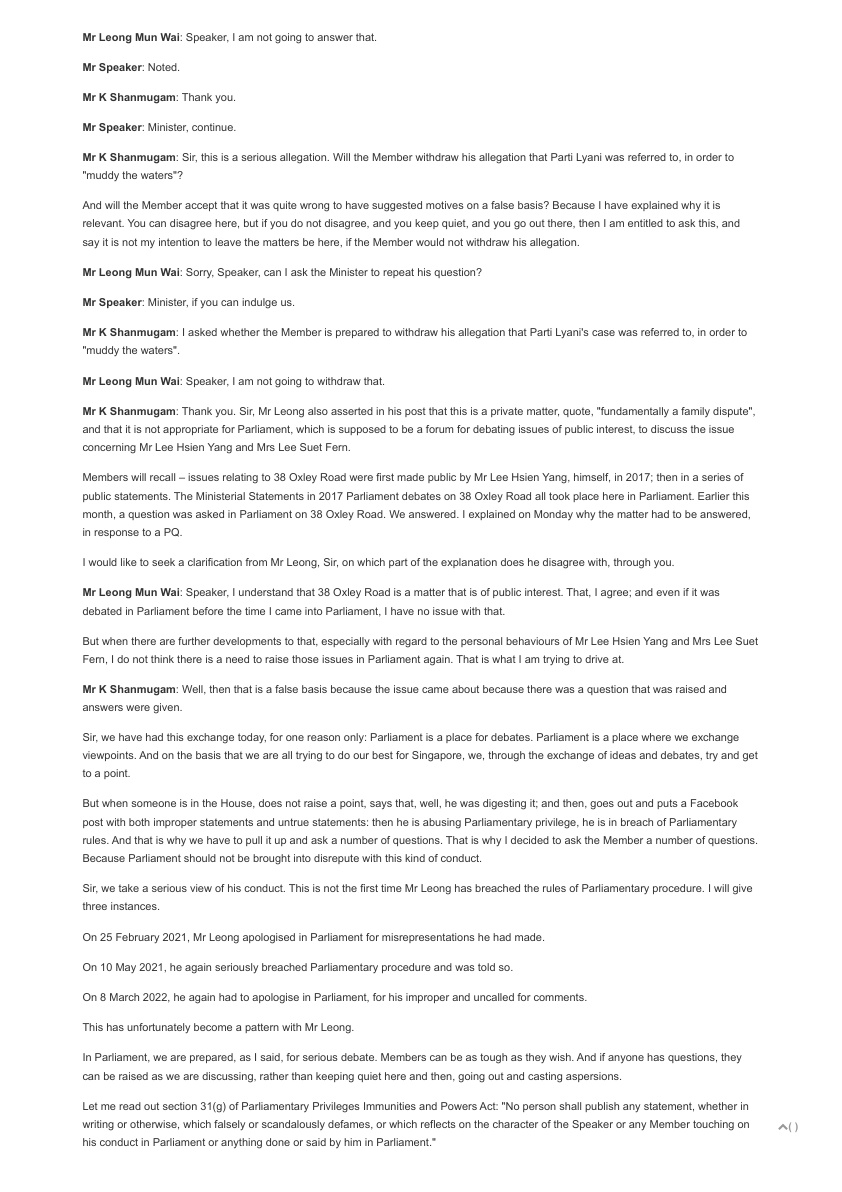 Mr Leong Mun Wai: Speaker, I am not going to answer that.
Mr Speaker: Noted.
Mr K Shanmugam: Thank you.
Mr Speaker: Minister, continue.
Mr K Shanmugam: Sir, this is a serious allegation. Will the Member withdraw his allegation that Parti Lyani was referred to, in order to
"muddy the waters"?
And will the Member accept that it was quite wrong to have suggested motives on a false basis? Because I have explained why it is
relevant. You can disagree here, but if you do not disagree, and you keep quiet, and you go out there, then I am entitled to ask this, and
say it is not my intention to leave the matters be here, if the Member would not withdraw his allegation.
Mr Leong Mun Wai: Sorry, Speaker, can I ask the Minister to repeat his question?
Mr Speaker: Minister, if you can indulge us.
Mr K Shanmugam: I asked whether the Member is prepared to withdraw his allegation that Parti Lyani's case was referred to, in order to
"muddy the waters".
Mr Leong Mun Wai: Speaker, I am not going to withdraw that.
Mr K Shanmugam: Thank you. Sir, Mr Leong also asserted in his post that this is a private matter, quote, "fundamentally a family dispute",
and that it is not appropriate for Parliament, which is supposed to be a forum for debating issues of public interest, to discuss the issue
concerning Mr Lee Hsien Yang and Mrs Lee Suet Fern.
Members will recall – issues relating to 38 Oxley Road were first made public by Mr Lee Hsien Yang, himself, in 2017; then in a series of
public statements. The Ministerial Statements in 2017 Parliament debates on 38 Oxley Road all took place here in Parliament. Earlier this
month, a question was asked in Parliament on 38 Oxley Road. We answered. I explained on Monday why the matter had to be answered,
in response to a PQ.
I would like to seek a clarification from Mr Leong, Sir, on which part of the explanation does he disagree with, through you.
Mr Leong Mun Wai: Speaker, I understand that 38 Oxley Road is a matter that is of public interest. That, I agree; and even if it was
debated in Parliament before the time I came into Parliament, I have no issue with that.
But when there are further developments to that, especially with regard to the personal behaviours of Mr Lee Hsien Yang and Mrs Lee Suet
Fern, I do not think there is a need to raise those issues in Parliament again. That is what I am trying to drive at.
Mr K Shanmugam: Well, then that is a false basis because the issue came about because there was a question that was raised and
answers were given.
Sir, we have had this exchange today, for one reason only: Parliament is a place for debates. Parliament is a place where we exchange
viewpoints. And on the basis that we are all trying to do our best for Singapore, we, through the exchange of ideas and debates, try and get
to a point.
But when someone is in the House, does not raise a point, says that, well, he was digesting it; and then, goes out and puts a Facebook
post with both improper statements and untrue statements: then he is abusing Parliamentary privilege, he is in breach of Parliamentary
rules. And that is why we have to pull it up and ask a number of questions. That is why I decided to ask the Member a number of questions.
Because Parliament should not be brought into disrepute with this kind of conduct.
Sir, we take a serious view of his conduct. This is not the first time Mr Leong has breached the rules of Parliamentary procedure. I will give
three instances.
On 25 February 2021, Mr Leong apologised in Parliament for misrepresentations he had made.
On 10 May 2021, he again seriously breached Parliamentary procedure and was told so.
On 8 March 2022, he again had to apologise in Parliament, for his improper and uncalled for comments.
This has unfortunately become a pattern with Mr Leong.
In Parliament, we are prepared, as I said, for serious debate. Members can be as tough as they wish. And if anyone has questions, they
can be raised as we are discussing, rather than keeping quiet here and then, going out and casting aspersions.
Let me read out section 31(g) of Parliamentary Privileges Immunities and Powers Act: "No person shall publish any statement, whether in
writing or otherwise, which falsely or scandalously defames, or which reflects on the character of the Speaker or any Member touching on
his conduct in Parliament or anything done or said by him in Parliament."
( )